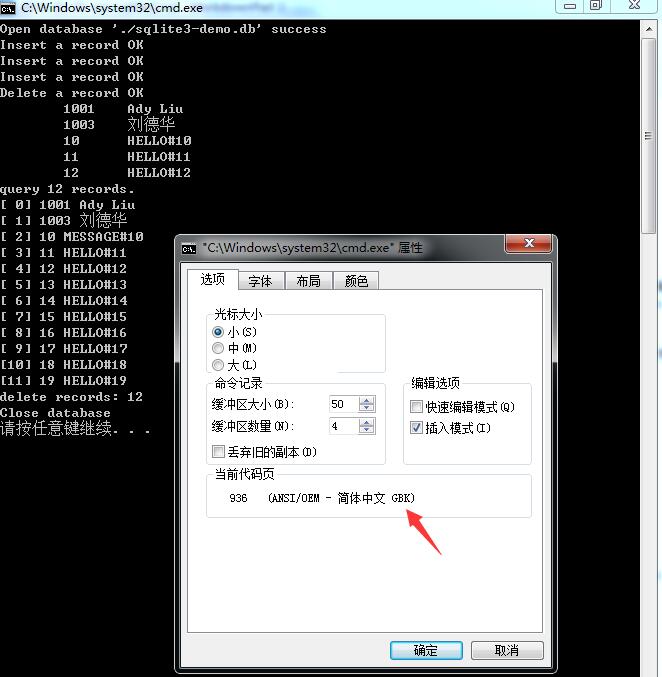 C:\Windows\system32\cmd.exe
Open database './sqlite3-demo.db' success
Insert a record OK
Insert a record OK
Insert a record OK
Delete a record OK
1001 Ady Liu
1003 刘德华
10 HELLO#10
11 HELLO#11
12 HELLO#12
query 12 records.
[ 0] 1001 Ady Liu
[ 1] 1003 刘德华
[ 2] 10 MESSAGE#10
[ 3] 11 HELLO#11
[ 4] 12 HELLO#12
[ 5] 13 HELLO#13
[ 6] 14 HELLO#14
[ 7] 15 HELLO#15
[ 8] 16 HELLO#16
[ 9] 17 HELLO#17
[10] 18 HELLO#18
[11] 19 HELLO#19
delete records: 12
Close database
请按任意键继续. . .
"C:\Windows\system32\cmd.exe" 属性
选项 字体 布局 颜色
光标大小
小(S)
中(M)
大(L)
命令记录
缓冲区大小(B): 50
缓冲区数量(N): 4
丢弃旧的副本(D)
编辑选项
快速编辑模式(Q)
插入模式(I)
当前代码页
936 (ANSI/OEM - 简体中文 GBK)
确定 取消